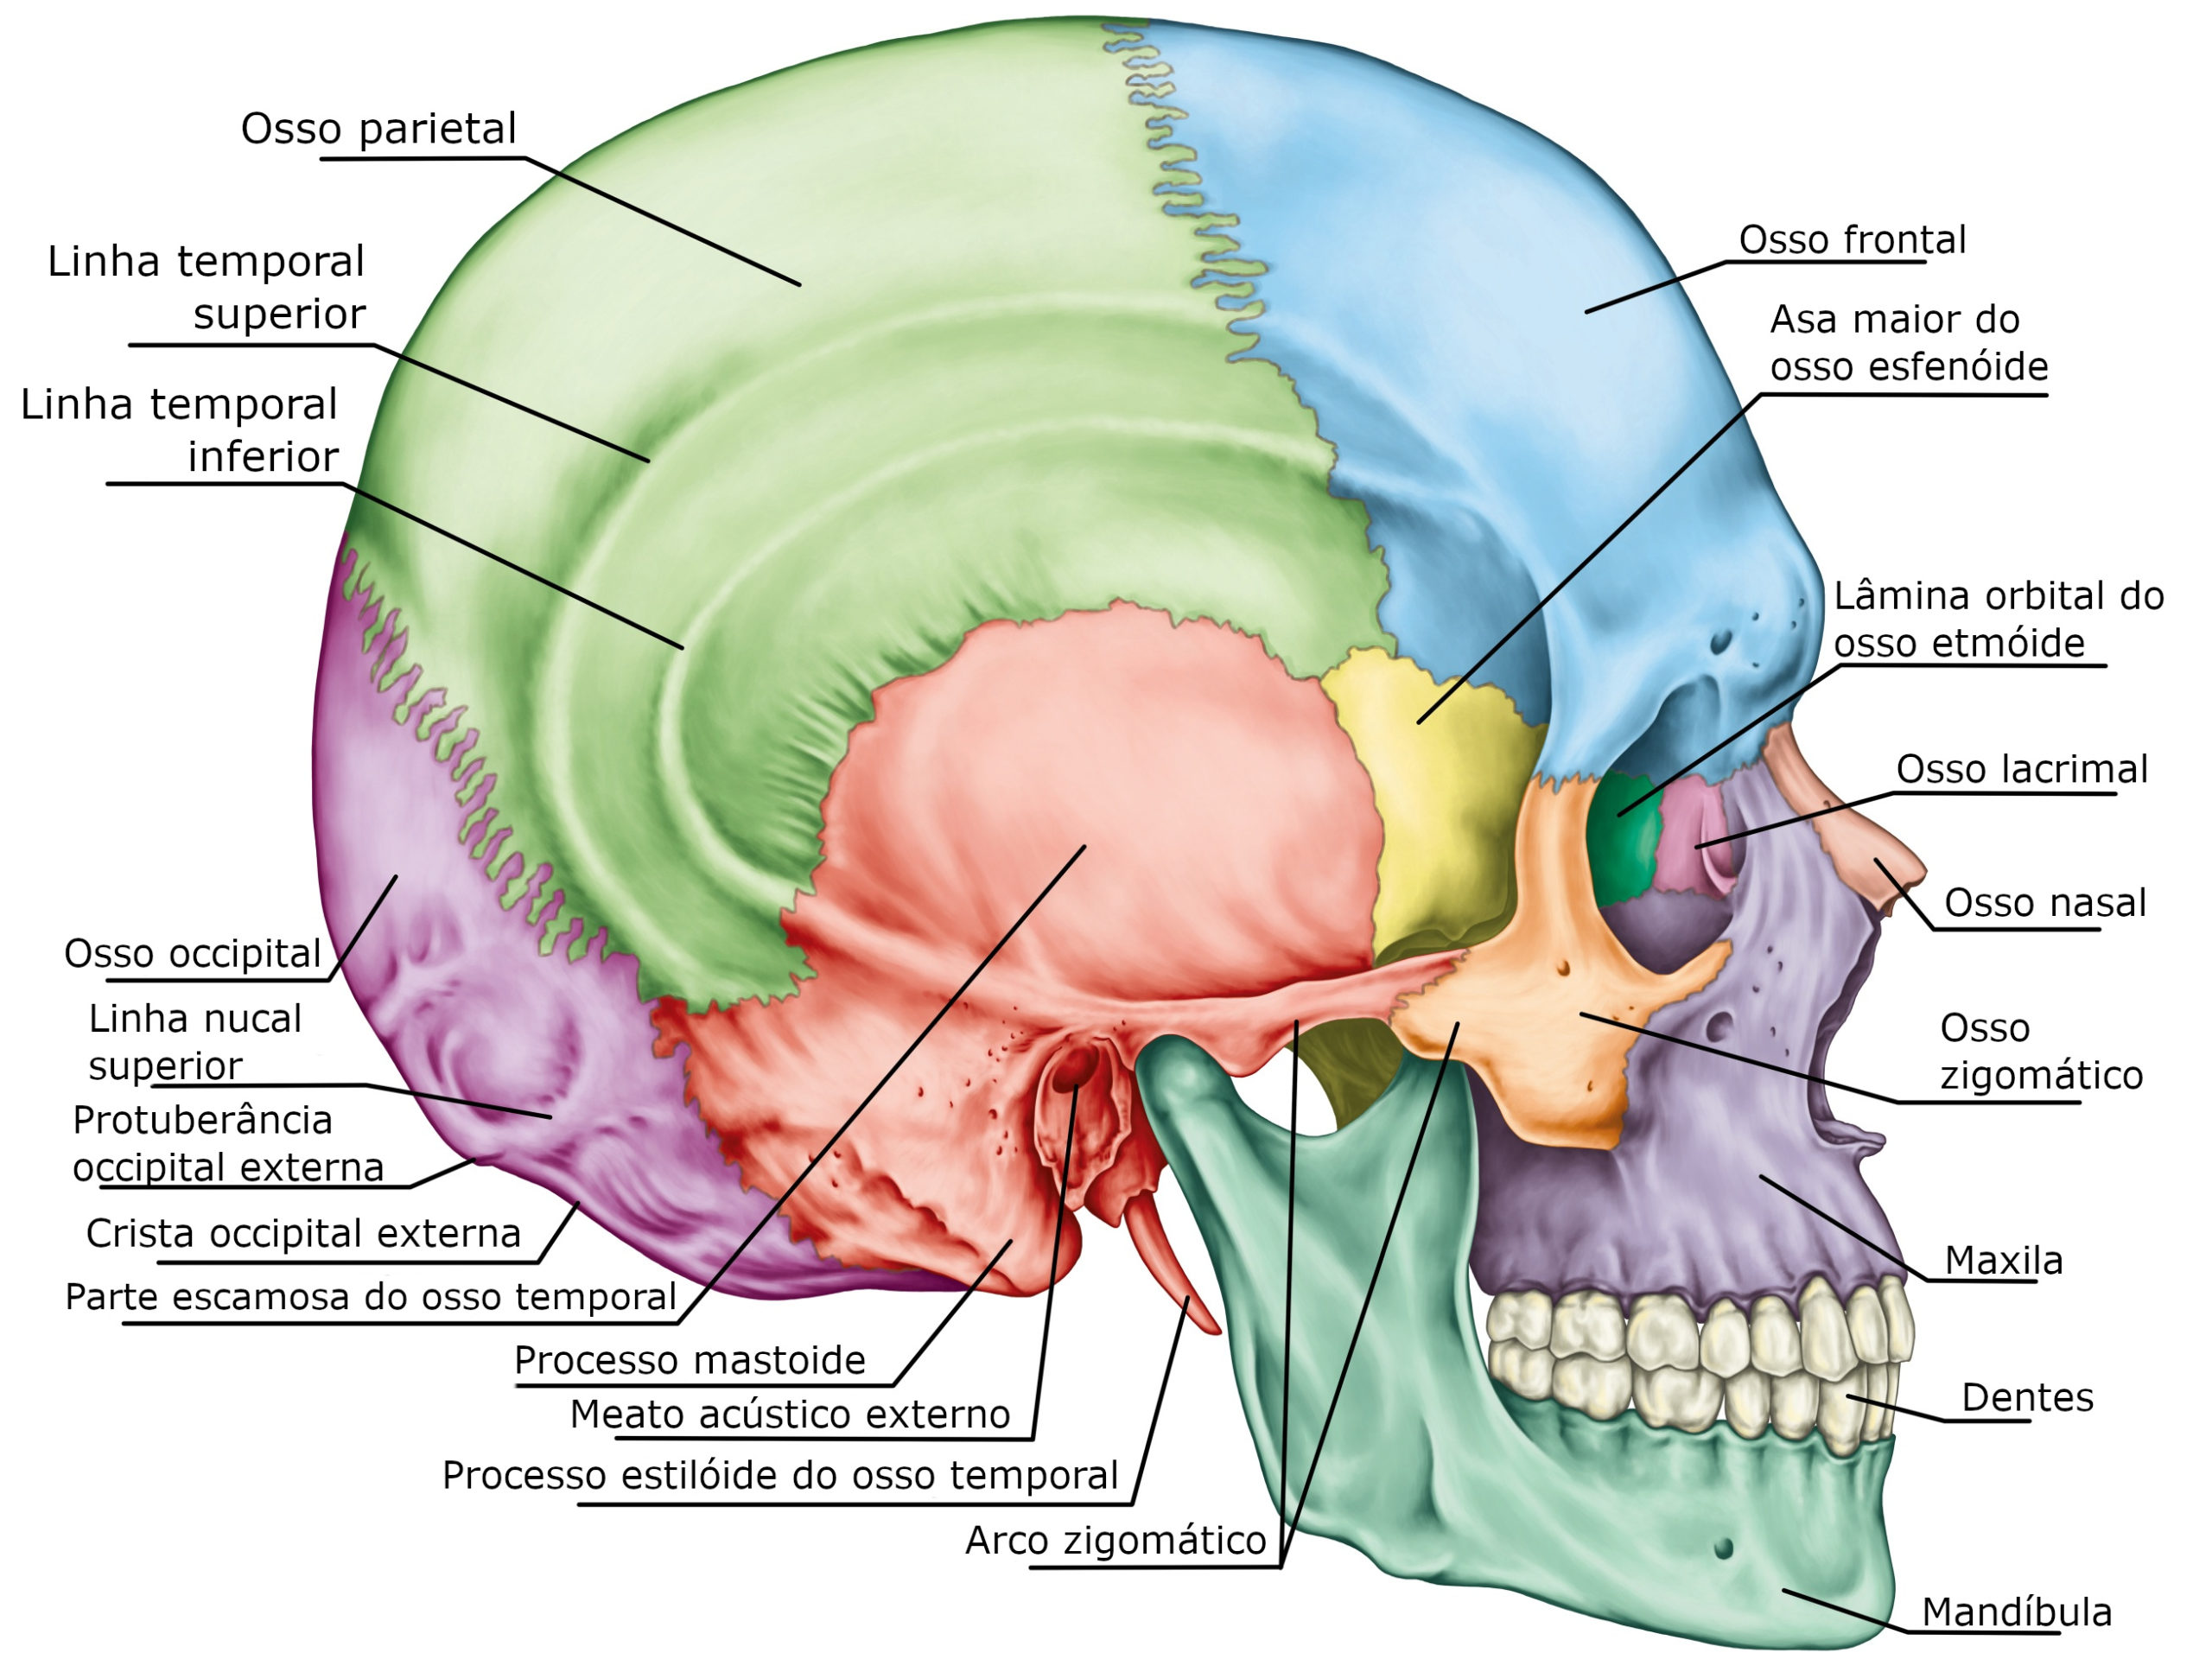 Osso parietal
Linha temporal
superior
Linha temporal
inferior
Osso occipital
Linha nucal
superior
Protuberância
occipital externa
Crista occipital externa
Parte escamosa do osso temporal
Processo mastoide
Meato acústico externo
Processo estilóide do osso temporal
Arco zigomático
Osso frontal
Asa maior do
osso esfenóide
Lâmina orbital do
osso etmóide
Osso lacrimal
Osso nasal
Osso
zigomático
Maxila
Dentes
Mandíbula